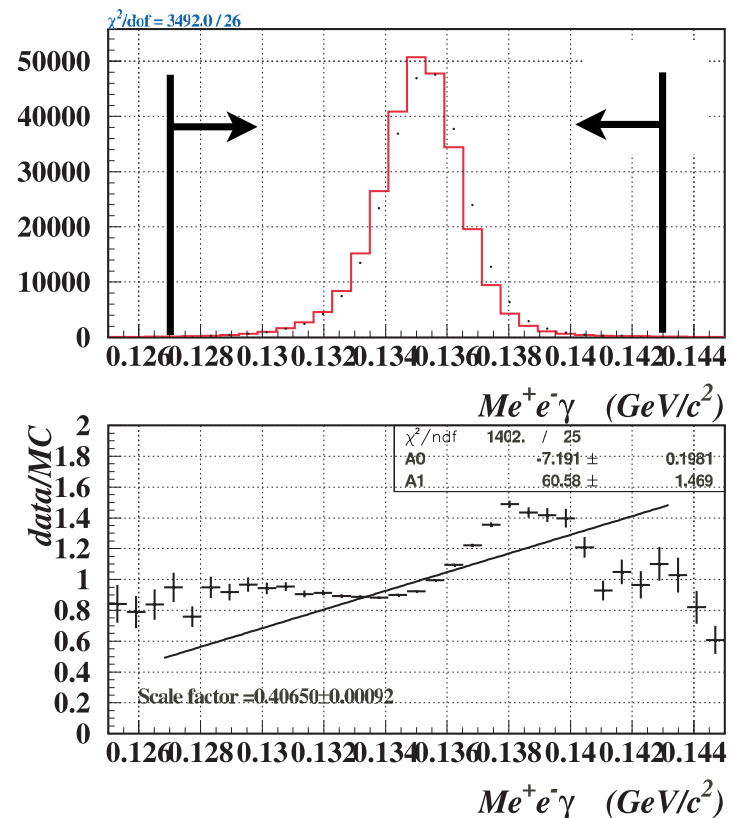 χ²/dof = 3492.0 / 26
50000
40000
30000
20000
10000
0
0.126 0.128 0.13 0.132 0.134 0.136 0.138 0.14 0.142 0.144
Me⁺e⁻γ (GeV/c²)
data/MC
2
1.8
1.6
1.4
1.2
1
0.8
0.6
0.4
0.2
0
χ²/ndf 1402. / 25
A0 -7.191 ± 0.1981
A1 60.58 ± 1.469
Scale factor =0.40650±0.00092
0.126 0.128 0.13 0.132 0.134 0.136 0.138 0.14 0.142 0.144
Me⁺e⁻γ (GeV/c²)